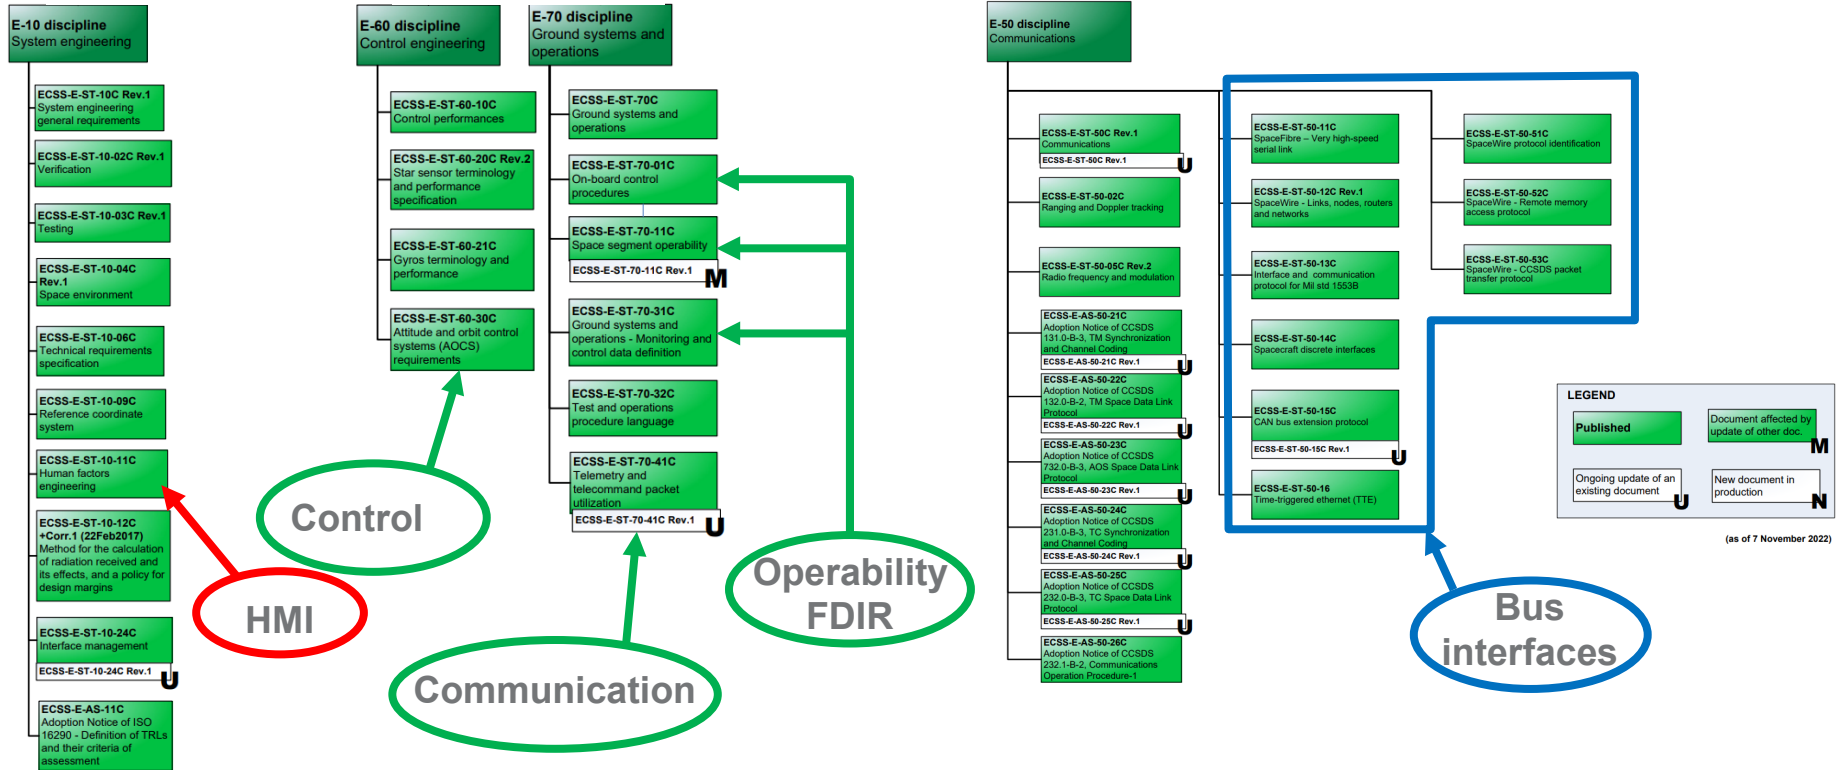 E-10 discipline
System engineering
ECSS-E-ST-10C Rev.1
System engineering
general requirements
ECSS-E-ST-10-02C Rev.1
Verification
ECSS-E-ST-10-03C Rev.1
Testing
ECSS-E-ST-10-04C
Rev.1
Space environment
ECSS-E-ST-10-06C
Technical requirements
specification
ECSS-E-ST-10-09C
Reference coordinate
system
ECSS-E-ST-10-11C
Human factors
engineering
ECSS-E-ST-10-12C
+Corr.1 (22Feb2017)
Method for the calculation
of radiation received and
its effects, and a policy for
design margins
ECSS-E-ST-10-24C
Interface management
ECSS-E-ST-10-24C Rev.1
U
ECSS-E-AS-11C
Adoption Notice of ISO
16290 - Definition of TRLs
and their criteria of
assessment
HMI
E-60 discipline
Control engineering
ECSS-E-ST-60-10C
Control performances
ECSS-E-ST-60-20C Rev.2
Star sensor terminology
and performance
specification
ECSS-E-ST-60-21C
Gyros terminology and
performance
ECSS-E-ST-60-30C
Attitude and orbit control
systems (AOCS)
requirements
Control
E-70 discipline
Ground systems and
operations
ECSS-E-ST-70C
Ground systems and
operations
ECSS-E-ST-70-01C
On-board control
procedures
ECSS-E-ST-70-11C
Space segment operability
ECSS-E-ST-70-11C Rev.1
M
ECSS-E-ST-70-31C
Ground systems and
operations - Monitoring and
control data definition
ECSS-E-ST-70-32C
Test and operations
procedure language
ECSS-E-ST-70-41C
Telemetry and
telecommand packet
utilization
ECSS-E-ST-70-41C Rev.1
U
Communication
Operability
FDIR
E-50 discipline
Communications
ECSS-E-ST-50C Rev.1
Communications
ECSS-E-ST-50C Rev.1
U
ECSS-E-ST-50-02C
Ranging and Doppler tracking
ECSS-E-ST-50-05C Rev.2
Radio frequency and modulation
ECSS-E-AS-50-21C
Adoption Notice of CCSDS
131.0-B-3, TM Synchronization
and Channel Coding
ECSS-E-AS-50-21C Rev.1
U
ECSS-E-AS-50-22C
Adoption Notice of CCSDS
132.0-B-2, TM Space Data Link
Protocol
ECSS-E-AS-50-22C Rev.1
U
ECSS-E-AS-50-23C
Adoption Notice of CCSDS
732.0-B-3, AOS Space Data Link
Protocol
ECSS-E-AS-50-23C Rev.1
U
ECSS-E-AS-50-24C
Adoption Notice of CCSDS
231.0-B-3, TC Synchronization
and Channel Coding
ECSS-E-AS-50-24C Rev.1
U
ECSS-E-AS-50-25C
Adoption Notice of CCSDS
232.0-B-3, TC Space Data Link
Protocol
ECSS-E-AS-50-25C Rev.1
U
ECSS-E-AS-50-26C
Adoption Notice of CCSDS
232.1-B-2, Communications
Operation Procedure-1
ECSS-E-ST-50-11C
SpaceFibre – Very high-speed
serial link
ECSS-E-ST-50-12C Rev.1
SpaceWire - Links, nodes, routers
and networks
ECSS-E-ST-50-13C
Interface and communication
protocol for Mil std 1553B
ECSS-E-ST-50-14C
Spacecraft discrete interfaces
ECSS-E-ST-50-15C
CAN bus extension protocol
ECSS-E-ST-50-15C Rev.1
U
ECSS-E-ST-50-16
Time-triggered ethernet (TTE)
ECSS-E-ST-50-51C
SpaceWire protocol identification
ECSS-E-ST-50-52C
SpaceWire - Remote memory
access protocol
ECSS-E-ST-50-53C
SpaceWire - CCSDS packet
transfer protocol
Bus
interfaces
LEGEND
Published
Document affected by
update of other doc.
M
Ongoing update of an
existing document
U
New document in
production
N
(as of 7 November 2022)